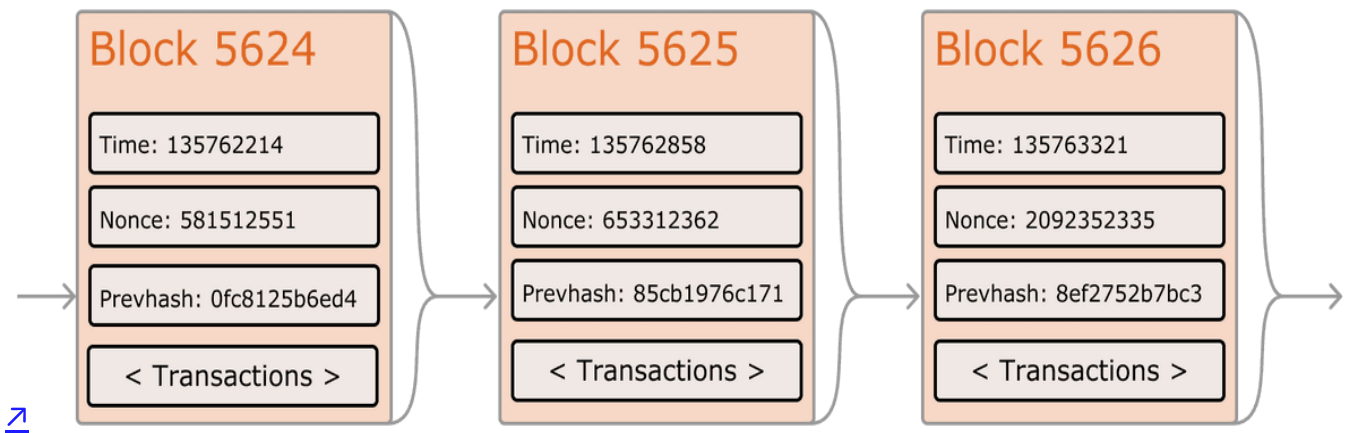 Block 5624
Time: 135762214
Nonce: 581512551
Prevhash: 0fc8125b6ed4
< Transactions >
Block 5625
Time: 135762858
Nonce: 653312362
Prevhash: 85cb1976c171
< Transactions >
Block 5626
Time: 135763321
Nonce: 2092352335
Prevhash: 8ef2752b7bc3
< Transactions >